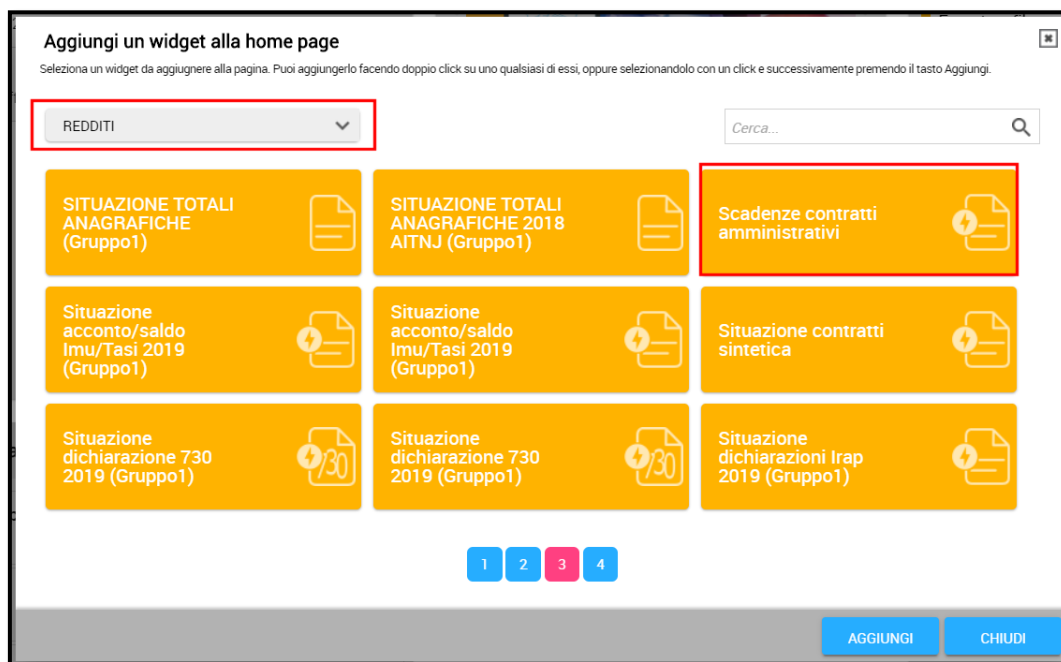 Aggiungi un widget alla home page
Seleziona un widget da aggiugnere alla pagina. Puoi aggiungerlo facendo doppio click su uno qualsiasi di essi, oppure selezionandolo con un click e successivamente premendo il tasto Aggiungi.
REDDITI
Cerca...
SITUAZIONE TOTALI
ANAGRAFICHE
(Gruppo1)
SITUAZIONE TOTALI
ANAGRAFICHE 2018
AITNJ (Gruppo1)
Scadenze contratti
amministrativi
Situazione
acconto/saldo
Imu/Tasi 2019
(Gruppo1)
Situazione
acconto/saldo
Imu/Tasi 2019
(Gruppo1)
Situazione contratti
sintetica
Situazione
dichiarazione 730
2019 (Gruppo1)
/30
Situazione
dichiarazione 730
2019 (Gruppo1)
/30
Situazione
dichiarazioni Irap
2019 (Gruppo1)
1 2 3 4
AGGIUNGI CHIUDI